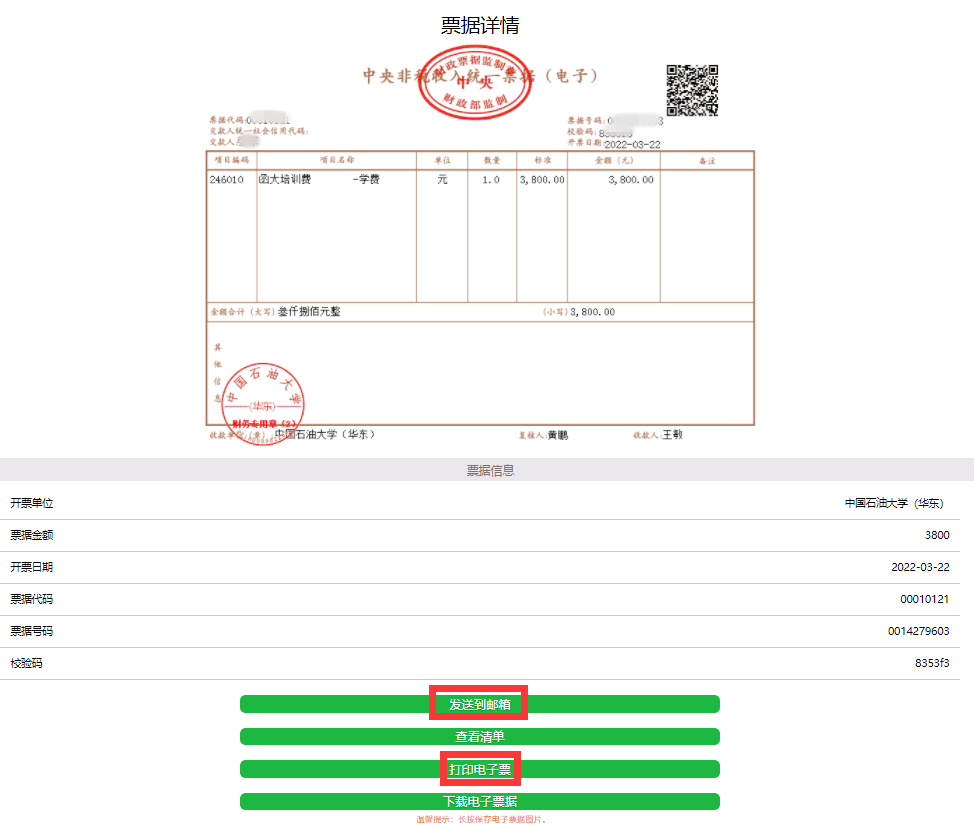 票据详情
中央非税收入统一票据（电子）
财政票据监制章
中央
财政部监制
票据代码:
交款人统一社会信用代码:
交款人:
票据号码:
校验码:
开票日期:2022-03-22
项目编码 项目名称 单位 数量 标准 金额（元） 备注
246010 函大培训费 -学费 元 1.0 3,800.00 3,800.00
金额合计（大写）叁仟捌佰元整 （小写）3,800.00
其他信息
中国石油大学
(华东)
财务专用章（2）
收款单位（章）:中国石油大学（华东） 复核人:黄鹏 收款人:王敏
票据信息
开票单位 中国石油大学（华东）
票据金额 3800
开票日期 2022-03-22
票据代码 00010121
票据号码 0014279603
校验码 8353f3
发送到邮箱
查看清单
打印电子票
下载电子票据
温馨提示：长按保存电子票据图片。